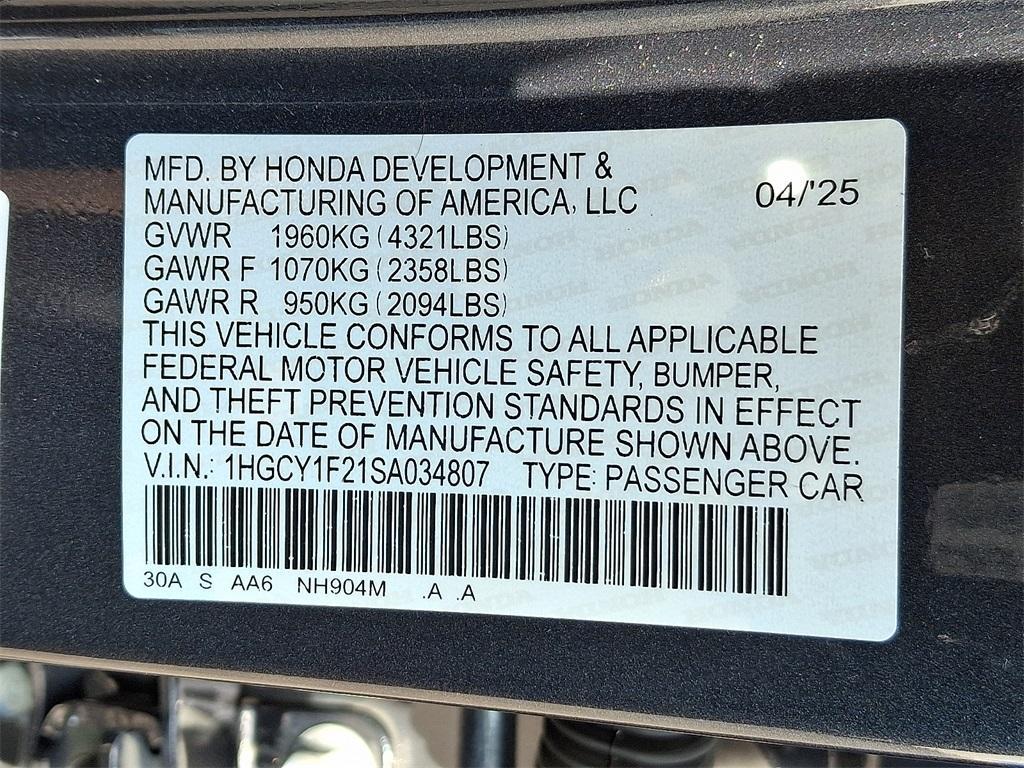 MFD. BY HONDA DEVELOPMENT &
MANUFACTURING OF AMERICA, LLC 04/'25
GVWR 1960KG (4321LBS)
GAWR F 1070KG (2358LBS)
GAWR R 950KG (2094LBS)
THIS VEHICLE CONFORMS TO ALL APPLICABLE
FEDERAL MOTOR VEHICLE SAFETY, BUMPER,
AND THEFT PREVENTION STANDARDS IN EFFECT
ON THE DATE OF MANUFACTURE SHOWN ABOVE.
V.I.N.: 1HGCY1F21SA034807 TYPE: PASSENGER CAR
30A S AA6 NH904M .A .A